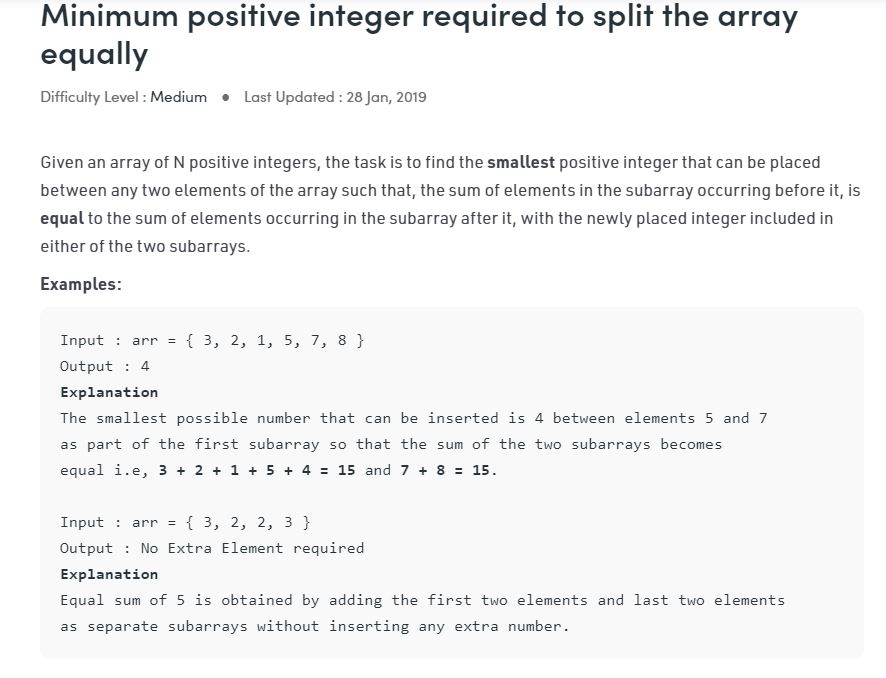 Minimum positive integer required to split the array
equally
Difficulty Level : Medium ● Last Updated : 28 Jan, 2019
Given an array of N positive integers, the task is to find the smallest positive integer that can be placed
between any two elements of the array such that, the sum of elements in the subarray occurring before it, is
equal to the sum of elements occurring in the subarray after it, with the newly placed integer included in
either of the two subarrays.
Examples:
Input : arr = { 3, 2, 1, 5, 7, 8 }
Output : 4
Explanation
The smallest possible number that can be inserted is 4 between elements 5 and 7
as part of the first subarray so that the sum of the two subarrays becomes
equal i.e, 3 + 2 + 1 + 5 + 4 = 15 and 7 + 8 = 15.
Input : arr = { 3, 2, 2, 3 }
Output : No Extra Element required
Explanation
Equal sum of 5 is obtained by adding the first two elements and last two elements
as separate subarrays without inserting any extra number.